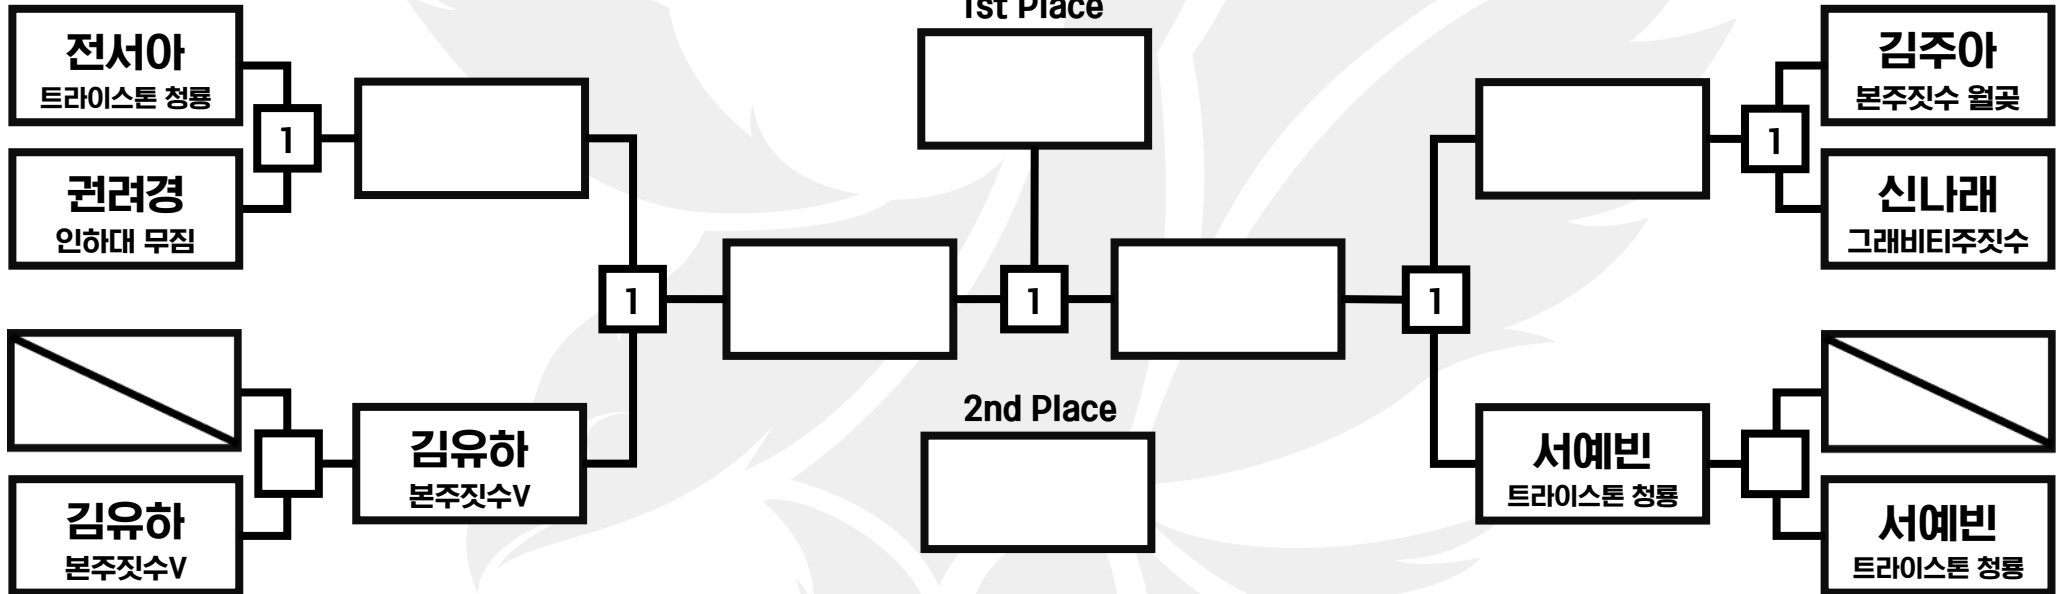 1st Place
전서아
트라이스톤 청룡
1
권려경
인하대 무짐
김유하
본주짓수V
김유하
본주짓수V
1
1
1
2nd Place
김주아
본주짓수 월곶
1
신나래
그래비티주짓수
서예빈
트라이스톤 청룡
서예빈
트라이스톤 청룡